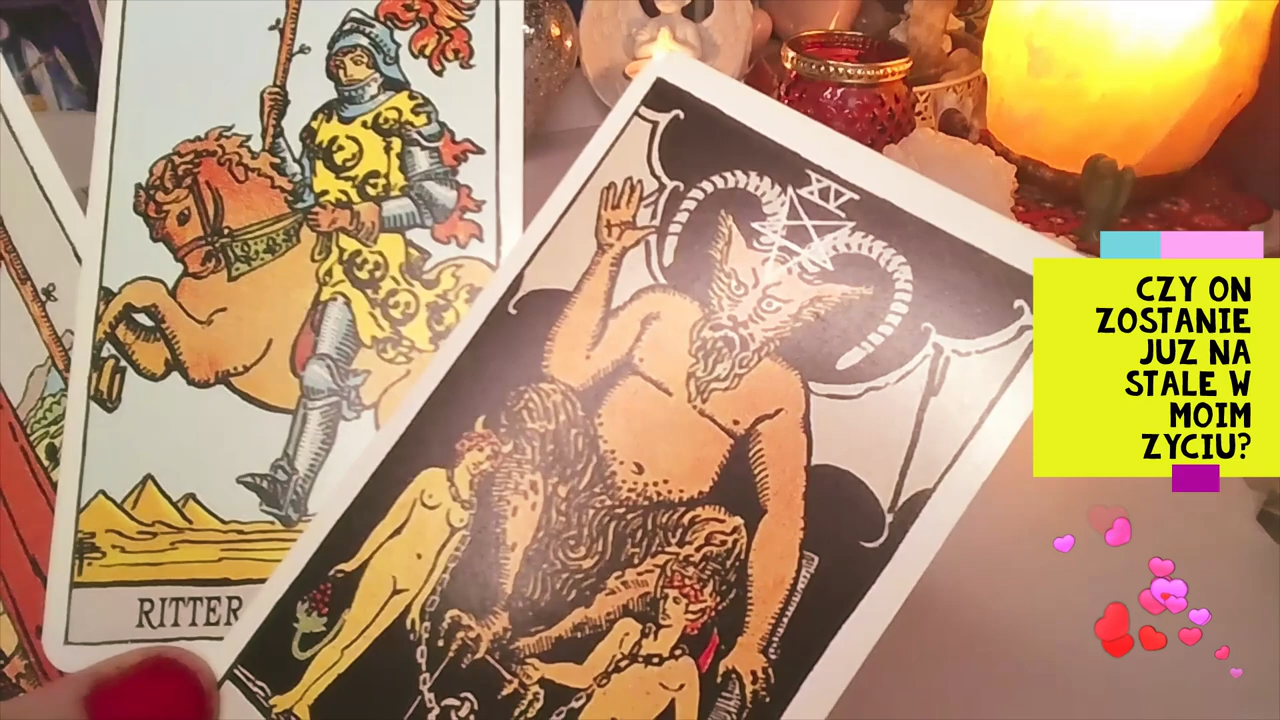 XV
RITTER
CZY ON
ZOSTANIE
JUZ NA
STALE W
MOIM
ZYCIU?